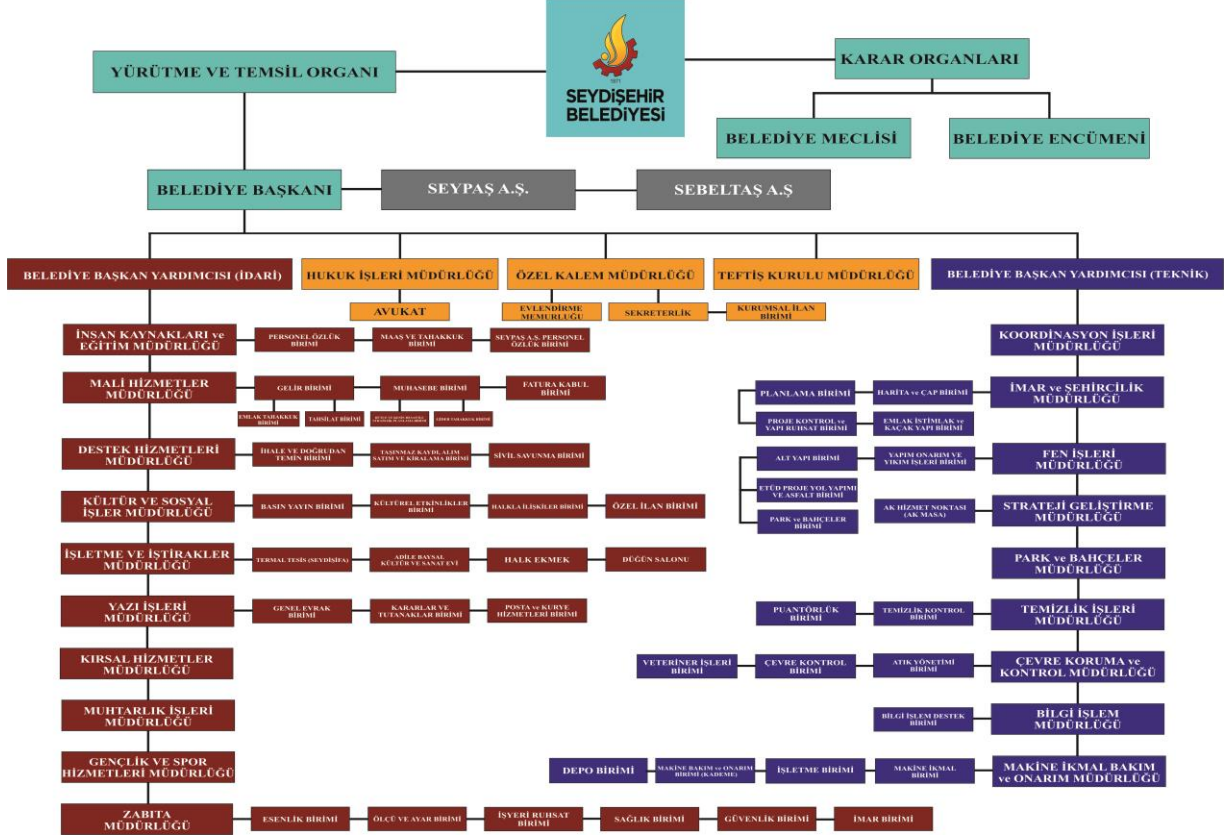 YÜRÜTME VE TEMSİL ORGANI
1871
SEYDİŞEHİR
BELEDİYESİ
KARAR ORGANLARI
BELEDİYE MECLİSİ
BELEDİYE ENCÜMENİ
BELEDİYE BAŞKANI
SEYPAŞ A.Ş.
SEBELTAŞ A.Ş
BELEDİYE BAŞKAN YARDIMCISI (İDARİ)
HUKUK İŞLERİ MÜDÜRLÜĞÜ
ÖZEL KALEM MÜDÜRLÜĞÜ
TEFTİŞ KURULU MÜDÜRLÜĞÜ
BELEDİYE BAŞKAN YARDIMCISI (TEKNİK)
AVUKAT
EVLENDİRME
MEMURLUĞU
SEKRETERLİK
KURUMSAL İLAN
BİRİMİ
İNSAN KAYNAKLARI ve
EĞİTİM MÜDÜRLÜĞÜ
PERSONEL ÖZLÜK
BİRİMİ
MAAŞ VE TAHAKKUK
BİRİMİ
SEYPAŞ A.Ş. PERSONEL
ÖZLÜK BİRİMİ
MALİ HİZMETLER
MÜDÜRLÜĞÜ
GELİR BİRİMİ
MUHASEBE BİRİMİ
FATURA KABUL
BİRİMİ
EMLAK TAHAKKUK
BİRİMİ
TAHSİLAT BİRİMİ
DESTEK HİZMETLERİ
MÜDÜRLÜĞÜ
İHALE VE DOĞRUDAN
TEMİN BİRİMİ
TAŞINMAZ KAYDI, ALIM
SATIM VE KİRALAMA BİRİMİ
SİVİL SAVUNMA BİRİMİ
KÜLTÜR VE SOSYAL
İŞLER MÜDÜRLÜĞÜ
BASIN YAYIN BİRİMİ
KÜLTÜREL ETKİNLİKLER
BİRİMİ
HALKLA İLİŞKİLER BİRİMİ
ÖZEL İLAN BİRİMİ
İŞLETME VE İŞTİRAKLER
MÜDÜRLÜĞÜ
TERMAL TESİS (SEYDİŞİFA)
ADİLE BAYSAL
KÜLTÜR VE SANAT EVİ
HALK EKMEK
DÜĞÜN SALONU
YAZI İŞLERİ
MÜDÜRLÜĞÜ
GENEL EVRAK
BİRİMİ
KARARLAR VE
TUTANAKLAR BİRİMİ
POSTA ve KURYE
HİZMETLERİ BİRİMİ
KIRSAL HİZMETLER
MÜDÜRLÜĞÜ
MUHTARLIK İŞLERİ
MÜDÜRLÜĞÜ
GENÇLİK VE SPOR
HİZMETLERİ MÜDÜRLÜĞÜ
ZABITA
MÜDÜRLÜĞÜ
ESENLİK BİRİMİ
ÖLÇÜ VE AYAR BİRİMİ
İŞYERİ RUHSAT
BİRİMİ
SAĞLIK BİRİMİ
GÜVENLİK BİRİMİ
İMAR BİRİMİ
KOORDİNASYON İŞLERİ
MÜDÜRLÜĞÜ
PLANLAMA BİRİMİ
HARİTA ve ÇAP BİRİMİ
İMAR ve ŞEHİRCİLİK
MÜDÜRLÜĞÜ
PROJE KONTROL ve
YAPI RUHSAT BİRİMİ
EMLAK İSTİMLAK ve
KAÇAK YAPI BİRİMİ
ALT YAPI BİRİMİ
YAPIM ONARIM VE
YIKIM İŞLERİ BİRİMİ
FEN İŞLERİ
MÜDÜRLÜĞÜ
ETÜD PROJE YOL YAPIMI
VE ASFALT BİRİMİ
PARK ve BAHÇELER
BİRİMİ
AK HİZMET NOKTASI
(AK MASA)
STRATEJİ GELİŞTİRME
MÜDÜRLÜĞÜ
PARK ve BAHÇELER
MÜDÜRLÜĞÜ
PUANTÖRLÜK
BİRİMİ
TEMİZLİK KONTROL
BİRİMİ
TEMİZLİK İŞLERİ
MÜDÜRLÜĞÜ
VETERİNER İŞLERİ
BİRİMİ
ÇEVRE KONTROL
BİRİMİ
ATIK YÖNETİMİ
BİRİMİ
ÇEVRE KORUMA ve
KONTROL MÜDÜRLÜĞÜ
BİLGİ İŞLEM DESTEK
BİRİMİ
BİLGİ İŞLEM
MÜDÜRLÜĞÜ
DEPO BİRİMİ
MAKİNE BAKIM ve ONARIM
BİRİMİ (KADEME)
İŞLETME BİRİMİ
MAKİNE İKMAL
BİRİMİ
MAKİNE İKMAL BAKIM
ve ONARIM MÜDÜRLÜĞÜ